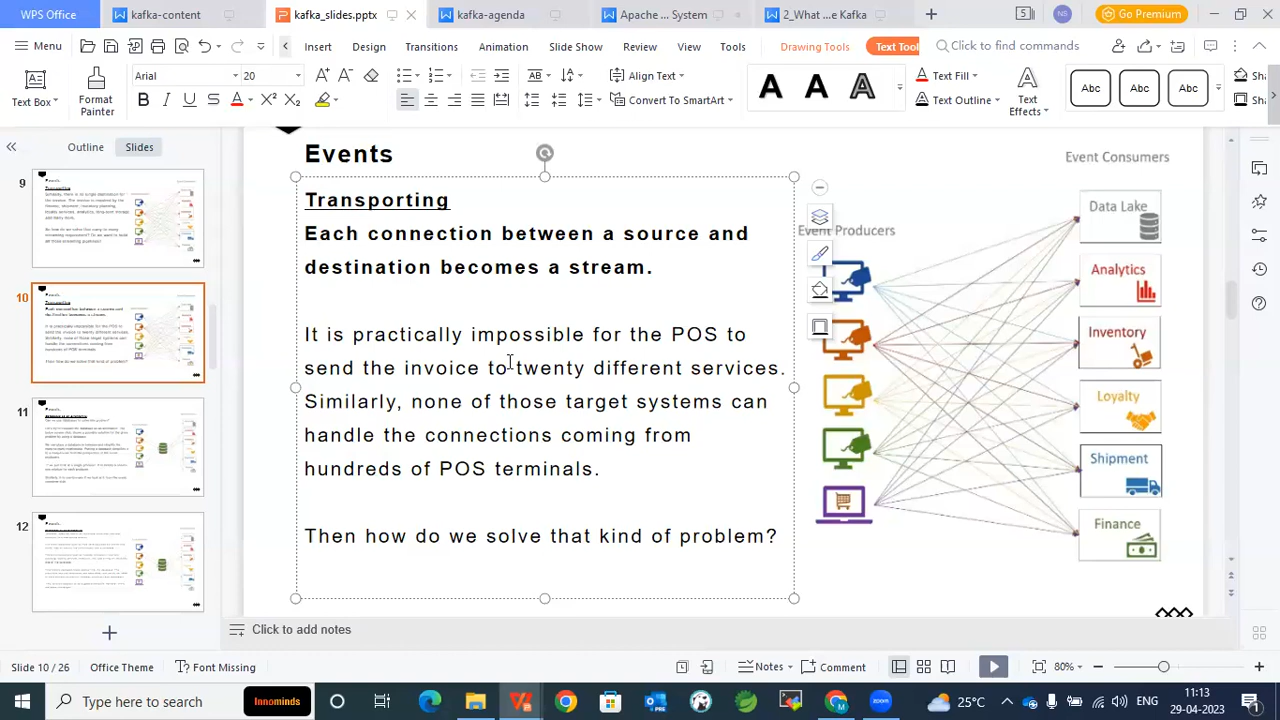 WPS Office
kafka-content
kafka_slides.pptx
kafka-agenda
Apache ... System
2_What ...e Kafka
NS
Go Premium
Menu
Insert
Design
Transitions
Animation
Slide Show
Review
View
Tools
Drawing Tools
Text Tool
Click to find commands
Text Box
Format
Painter
Arial
20
Align Text
Convert To SmartArt
Text Fill
Text Outline
Text
Effects
Abc
Abc
Abc
Outline
Slides
9
10
11
12
Events
Transporting
Each connection between a source and
destination becomes a stream.
It is practically impossible for the POS to
send the invoice to twenty different services.
Similarly, none of those target systems can
handle the connections coming from
hundreds of POS terminals.
Then how do we solve that kind of problem?
Event Producers
Event Consumers
Data Lake
Analytics
Inventory
Loyalty
Shipment
Finance
Click to add notes
Slide 10 / 26
Office Theme
Font Missing
Notes
Comment
80%
Type here to search
Innominds
25°C
ENG
11:13
29-04-2023